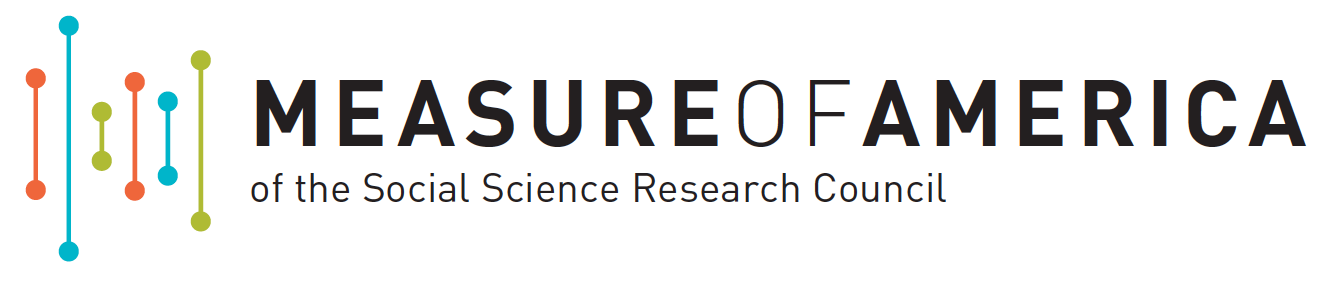 MEASUREOFAMERICA
of the Social Science Research Council